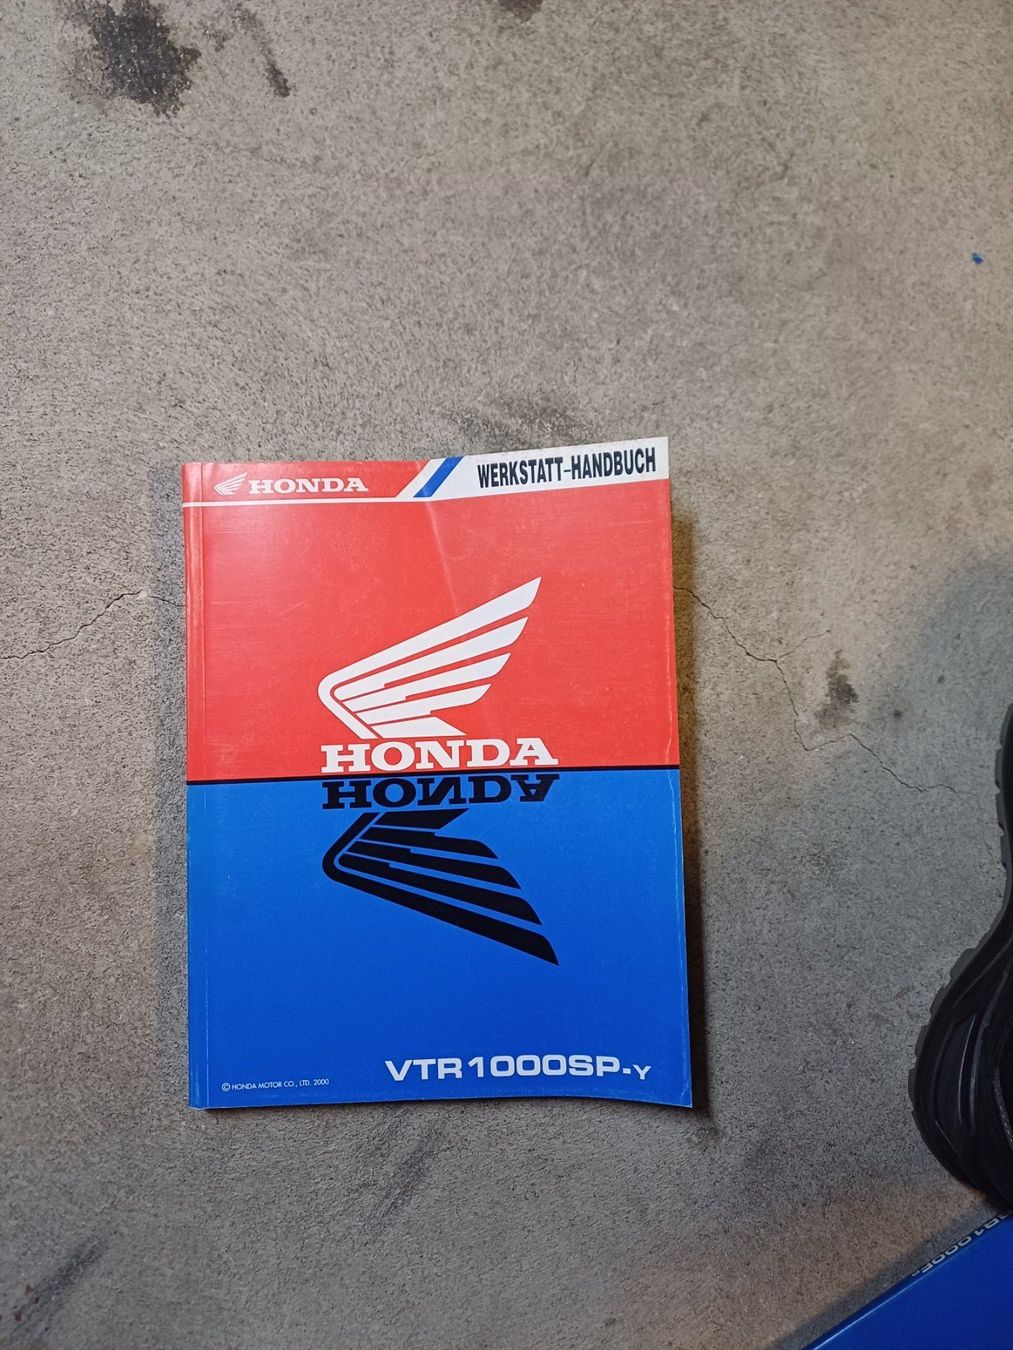 HONDA
WERKSTATT-HANDBUCH
HONDA
HONDA
VTR1000SP-Y
© HONDA MOTOR CO., LTD. 2000